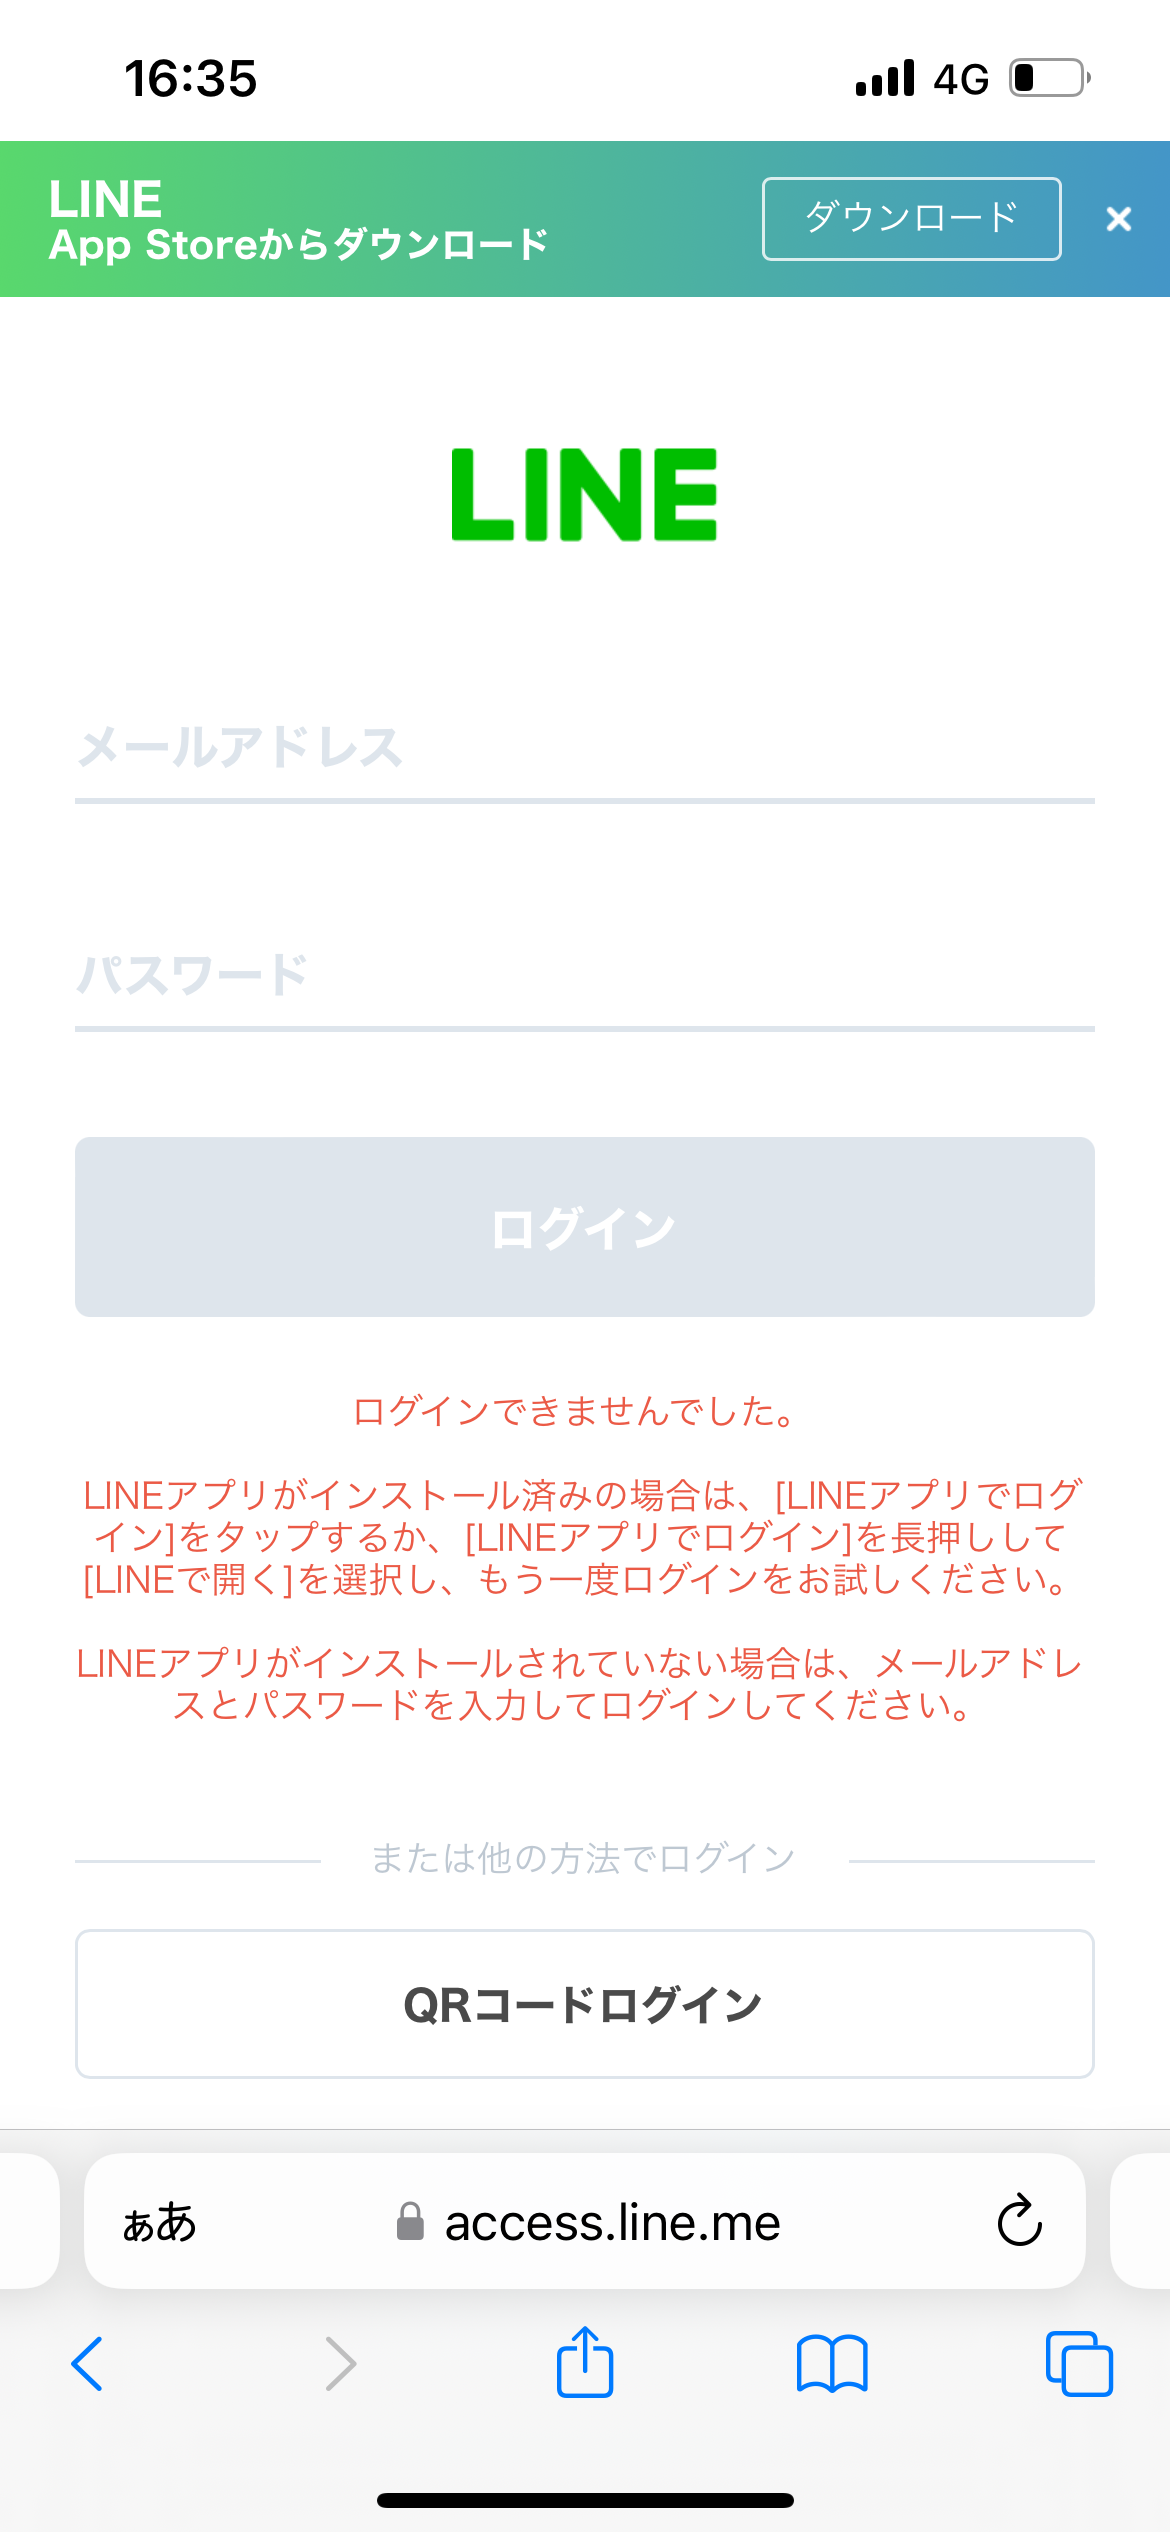 16:35
4G
LINE
App Storeからダウンロード
ダウンロード
LINE
メールアドレス
パスワード
ログイン
ログインできませんでした。
LINEアプリがインストール済みの場合は、[LINEアプリでログ
イン]をタップするか、[LINEアプリでログイン]を長押しして
[LINEで開く]を選択し、もう一度ログインをお試しください。
LINEアプリがインストールされていない場合は、メールアドレ
スとパスワードを入力してログインしてください。
または他の方法でログイン
QRコードログイン
ぁあ
access.line.me